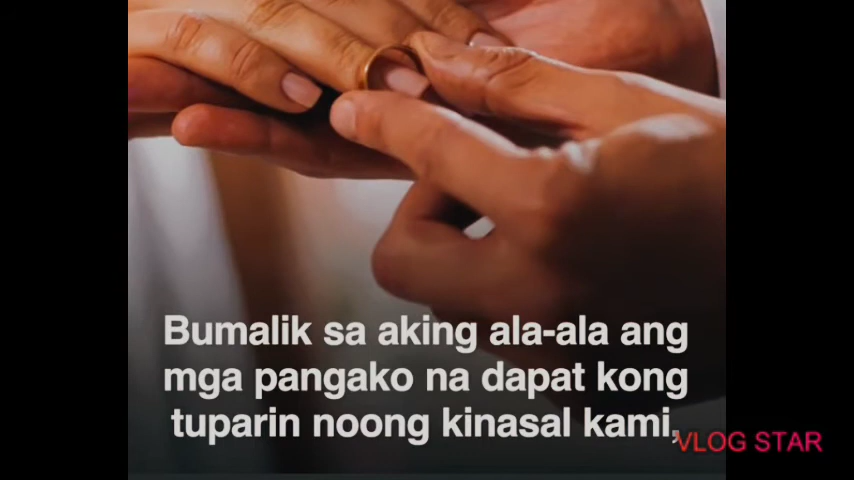 Bumalik sa aking ala-ala ang
mga pangako na dapat kong
tuparin noong kinasal kami,
VLOG STAR